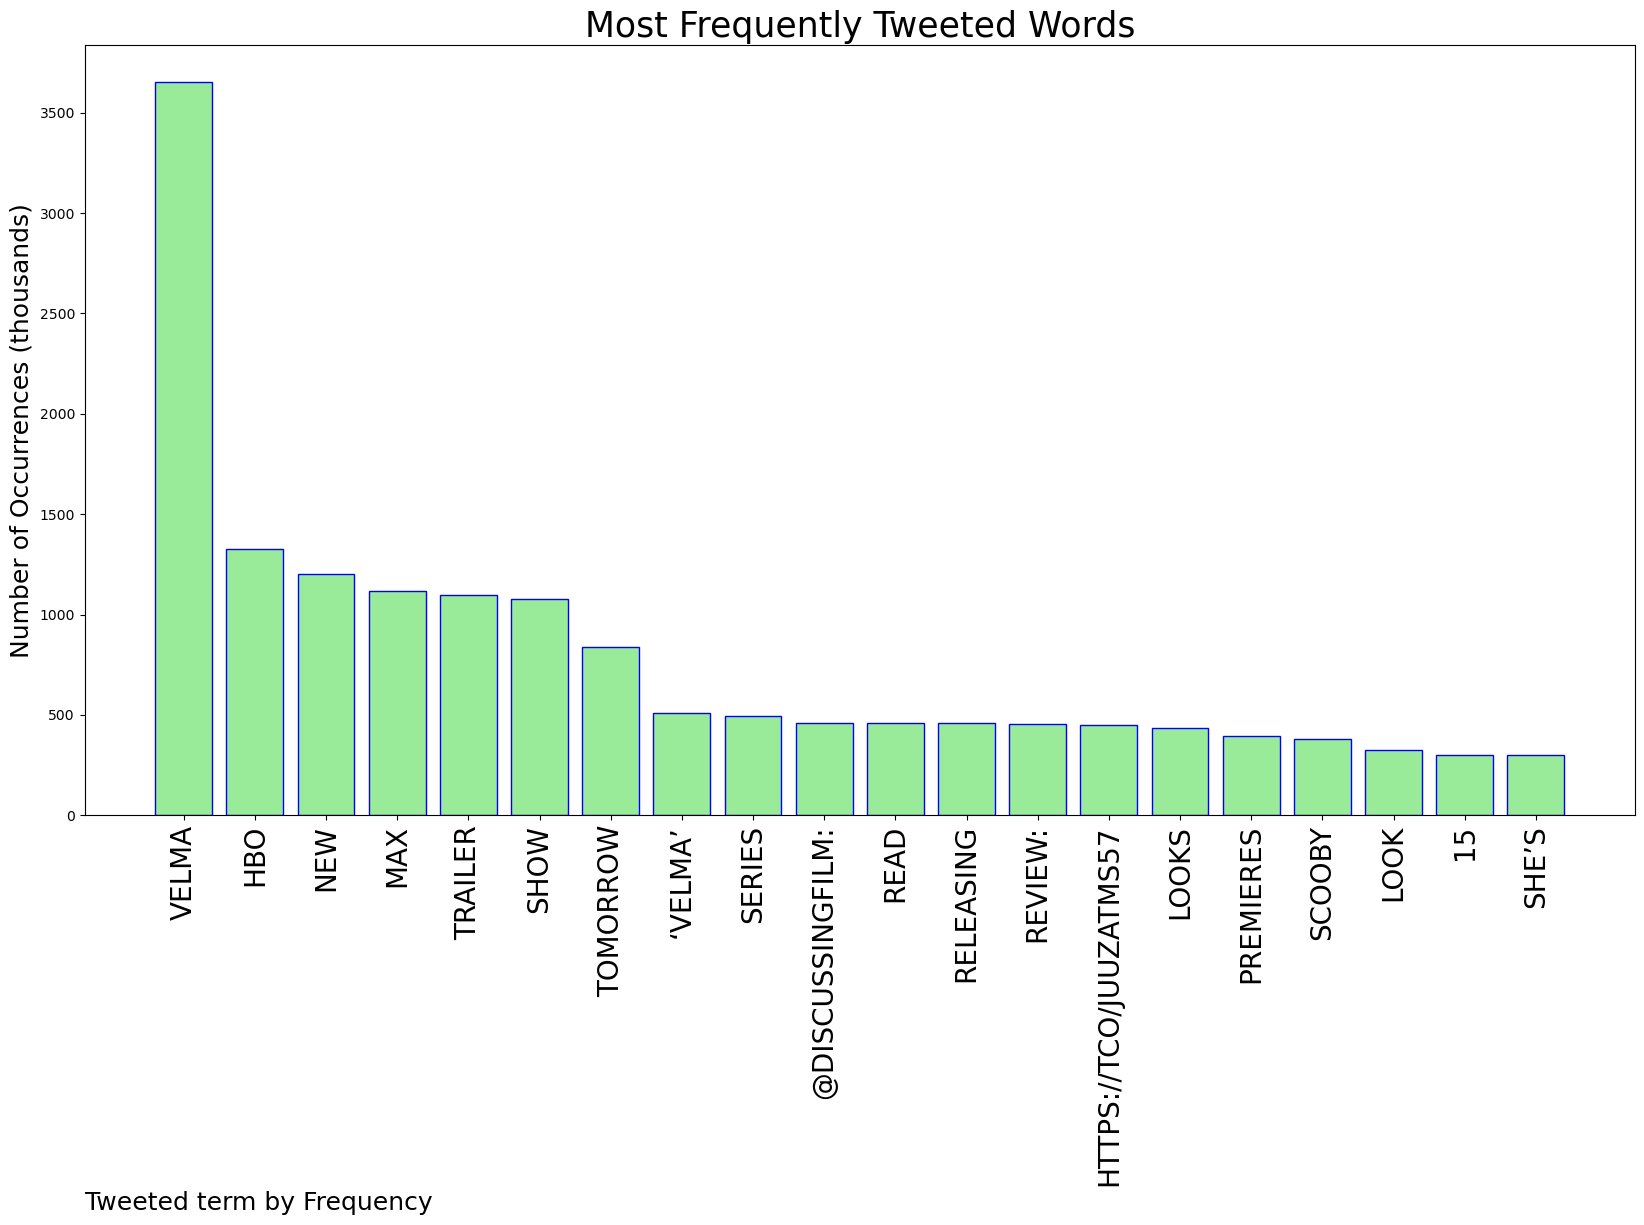 Most Frequently Tweeted Words
Number of Occurrences (thousands)
3500
3000
2500
2000
1500
1000
500
0
VELMA
HBO
NEW
MAX
TRAILER
SHOW
TOMORROW
‘VELMA’
SERIES
@DISCUSSINGFILM:
READ
RELEASING
REVIEW:
HTTPS://TCO/JUUZATMS57
LOOKS
PREMIERES
SCOOBY
LOOK
15
SHE’S
Tweeted term by Frequency